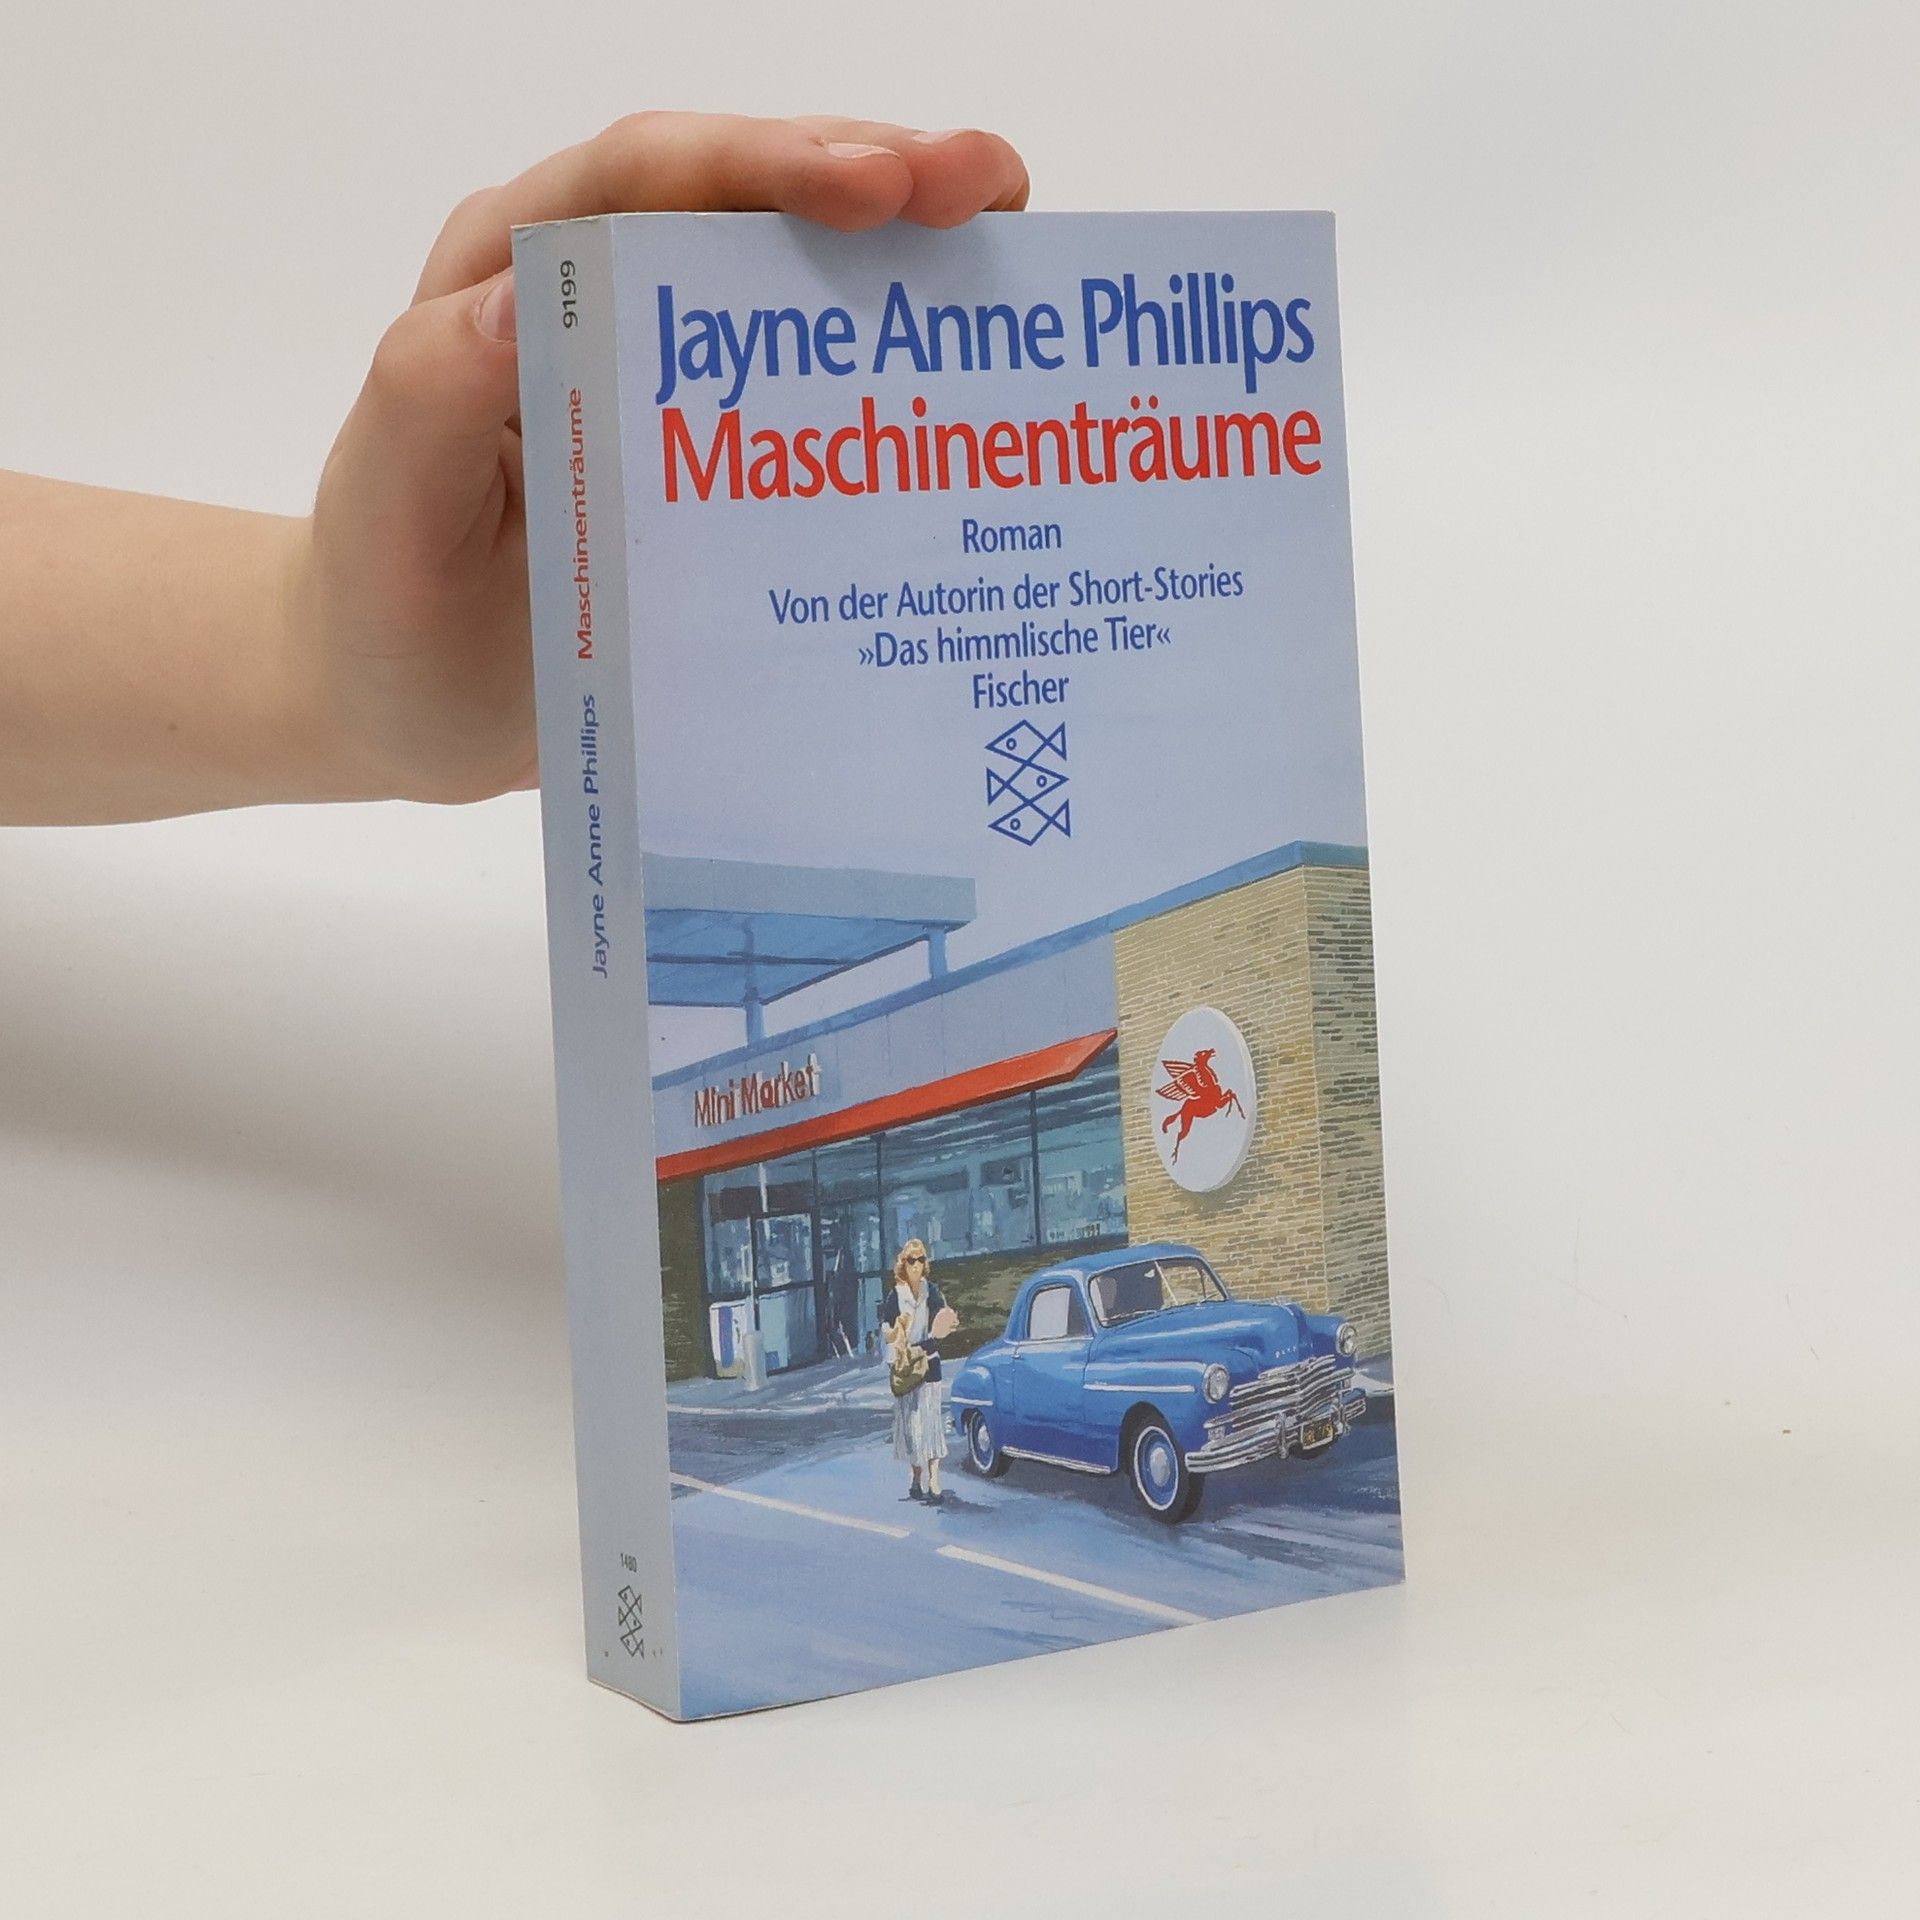 Jayne Anne Phillips
Maschinenträume
Roman
Von der Autorin der Short-Stories
»Das himmlische Tier«
Fischer
Mini Market
Jayne Anne Phillips Maschinenträume 9199
1480